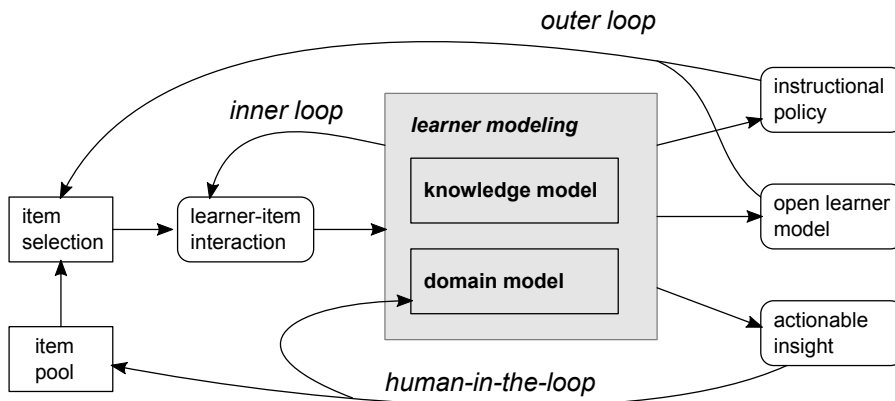 outer loop
instructional
policy
inner loop
learner modeling
knowledge model
item
selection
learner-item
interaction
open learner
model
domain model
item
pool
actionable
insight
human-in-the-loop